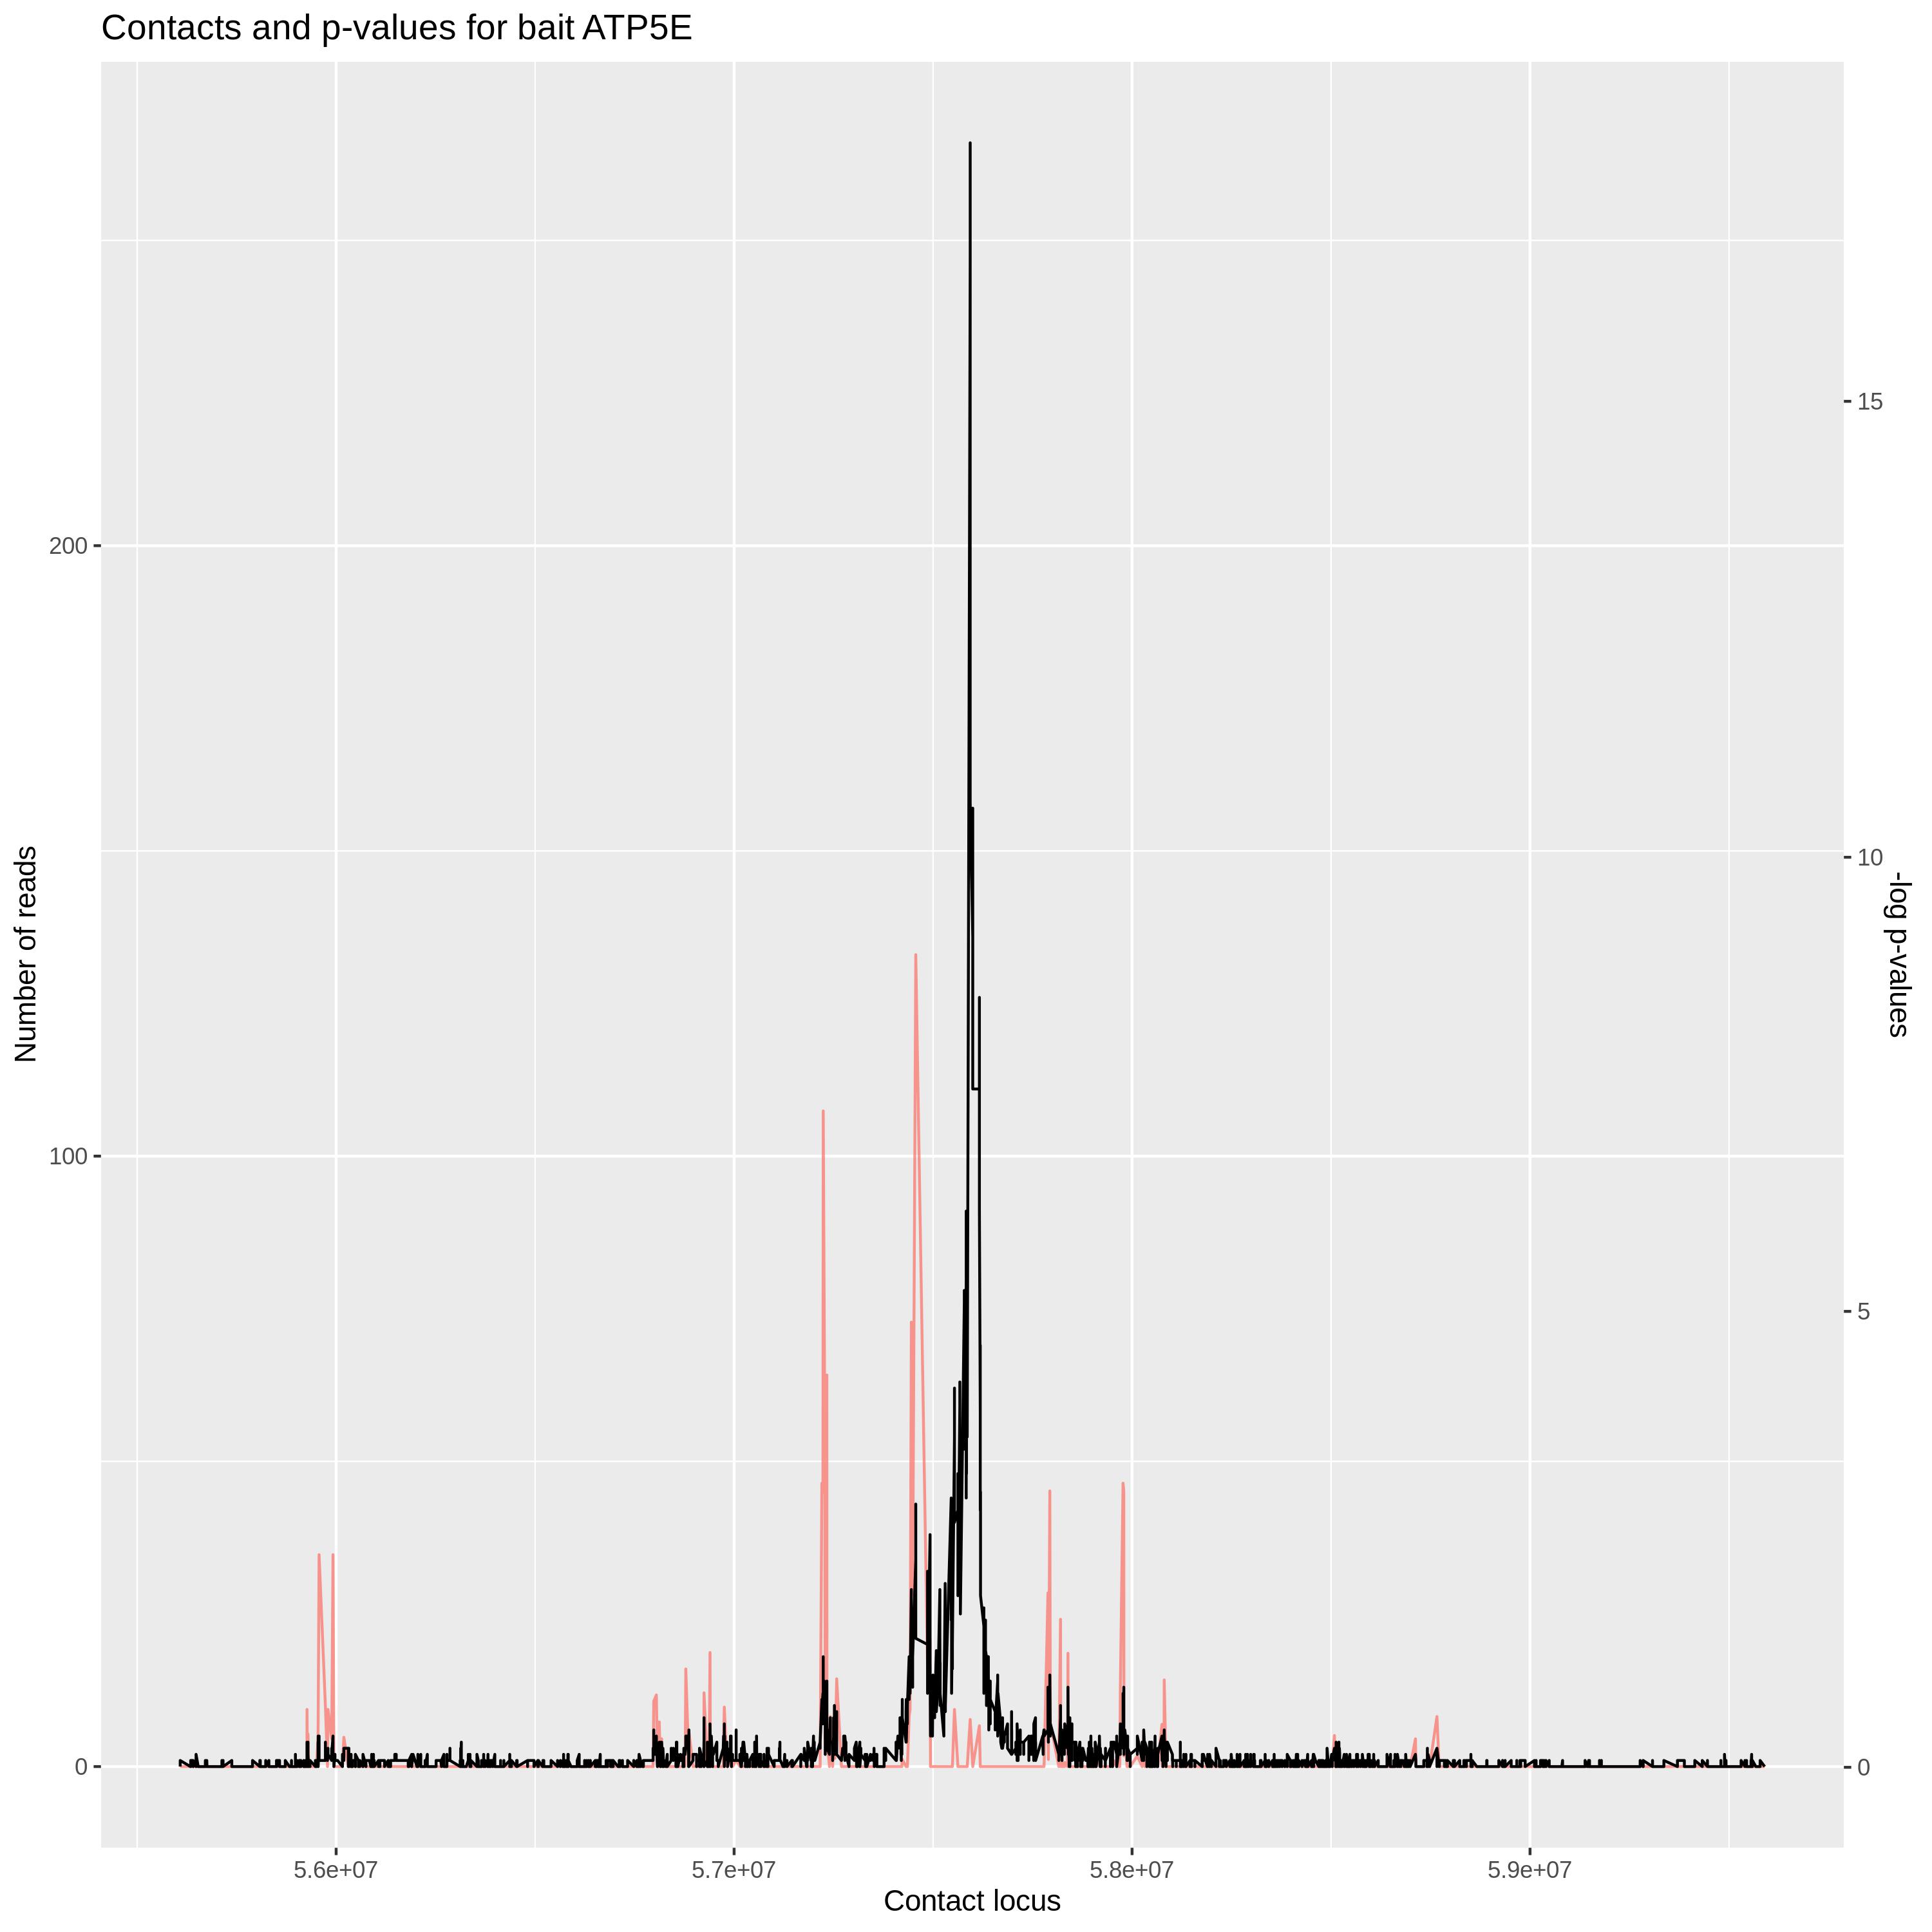 Contacts and p-values for bait ATP5E
Number of reads
200
100
0
15
10
5
0
-log p-values
5.6e+07
5.7e+07
5.8e+07
5.9e+07
Contact locus